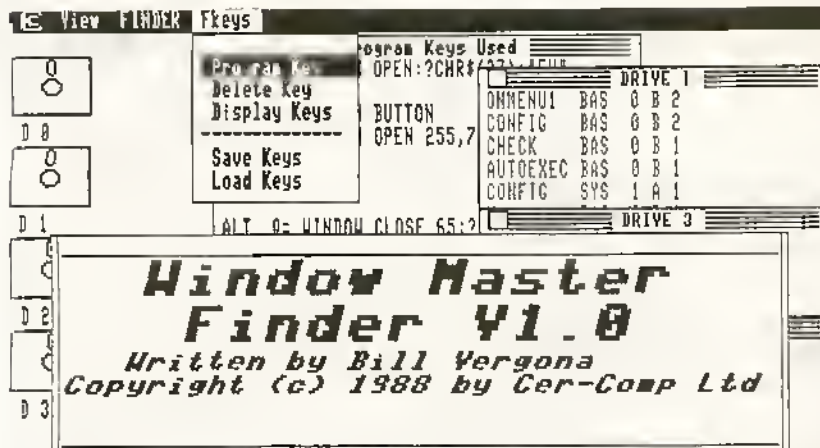 View FINDER Fkeys
Program Keys Used
Program Key
OPEN:?CHR$(
Delete Key
Display Keys
BUTTON
OPEN 255,7
Save Keys
Load Keys
ALT 0= WINDOW CLOSE 65:?
D 0
D 1
D 2
D 3
DRIVE 1
ONMENU1 BAS 0 B 2
CONFIG BAS 0 B 2
CHECK BAS 0 B 1
AUTOEXEC BAS 0 B 1
CONFIG SYS 1 A 1
DRIVE 3
Window Master
Finder V1.0
Written by Bill Vergona
Copyright (c) 1988 by Cer-Comp Ltd